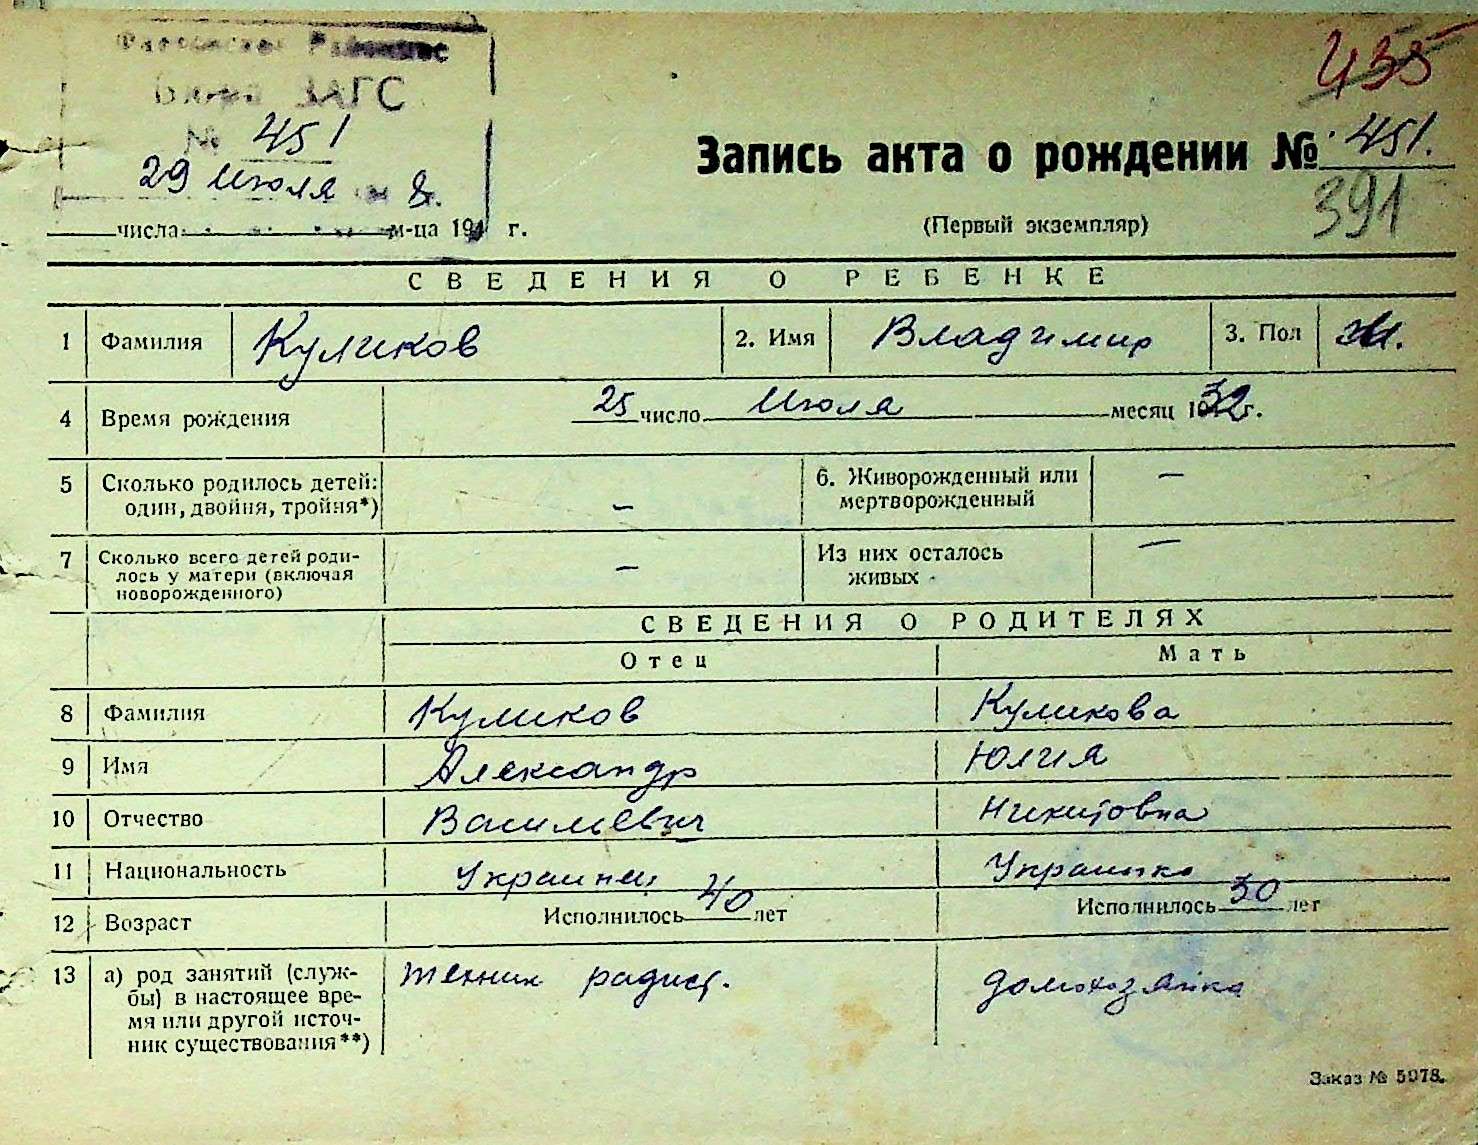 ЗАГС
№ 451
29 Июля 8.
числа м-ца 194 г.
435
Запись акта о рождении № 451.
(Первый экземпляр)
391
СВЕДЕНИЯ О РЕБЕНКЕ
1 Фамилия Куликов 2. Имя Владимир 3. Пол М.
4 Время рождения 25 число Июля месяц 1932 г.
5 Сколько родилось детей: один, двойня, тройня*) — 6. Живорожденный или мертворожденный —
7 Сколько всего детей родилось у матери (включая новорожденного) — Из них осталось живых —
СВЕДЕНИЯ О РОДИТЕЛЯХ
Отец Мать
8 Фамилия Куликов Куликова
9 Имя Александр Юлия
10 Отчество Васильевич Никитовна
11 Национальность Украинец Украинка
12 Возраст Исполнилось 40 лет Исполнилось 30 лет
13 а) род занятий (службы) в настоящее время или другой источник существования**) техник радист. домохозяйка
Заказ № 5978.